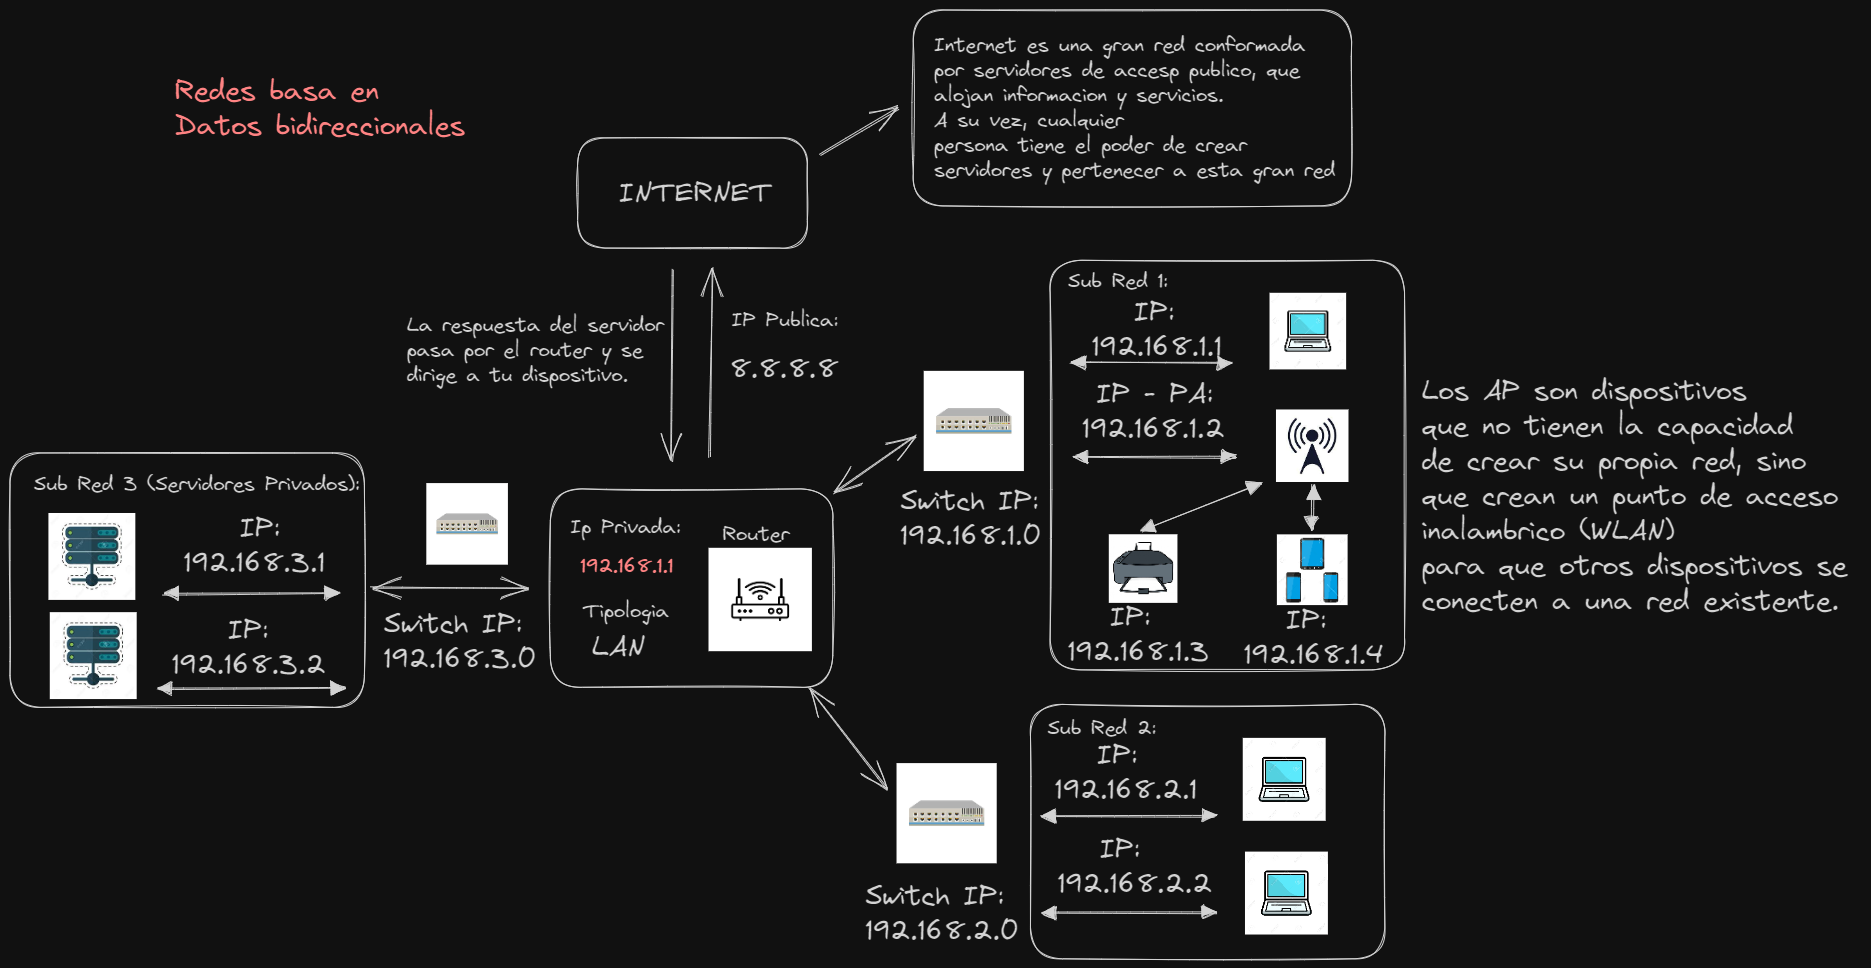 Redes basa en
Datos bidireccionales
INTERNET
Internet es una gran red conformada
por servidores de accesp publico, que
alojan informacion y servicios.
A su vez, cualquier
persona tiene el poder de crear
servidores y pertenecer a esta gran red
La respuesta del servidor
pasa por el router y se
dirige a tu dispositivo.
IP Publica:
8.8.8.8
Sub Red 1:
IP:
192.168.1.1
IP - PA:
192.168.1.2
IP:
192.168.1.3
IP:
192.168.1.4
Switch IP:
192.168.1.0
Los AP son dispositivos
que no tienen la capacidad
de crear su propia red, sino
que crean un punto de acceso
inalambrico (WLAN)
para que otros dispositivos se
conecten a una red existente.
Sub Red 3 (Servidores Privados):
IP:
192.168.3.1
IP:
192.168.3.2
Switch IP:
192.168.3.0
Ip Privada:
192.168.1.1
Tipologia
LAN
Router
Switch IP:
192.168.2.0
Sub Red 2:
IP:
192.168.2.1
IP:
192.168.2.2